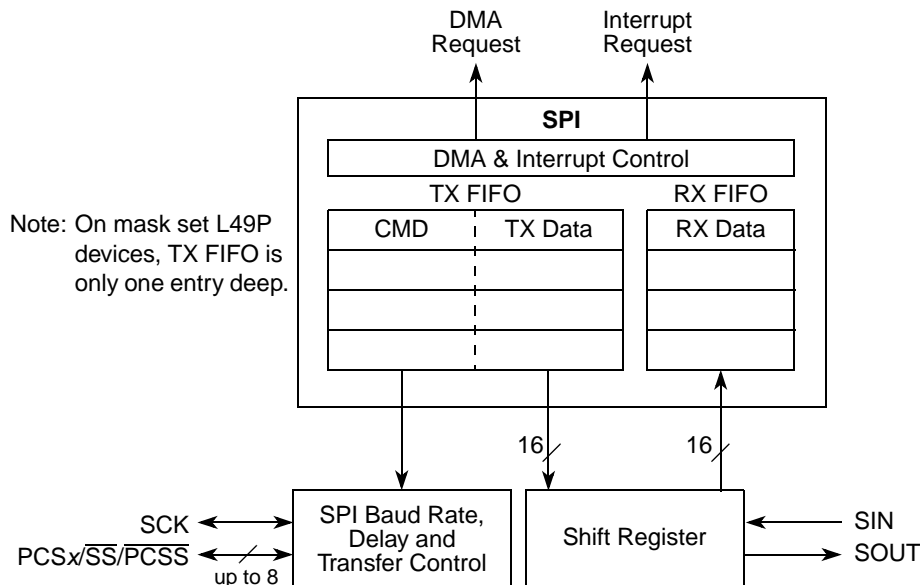 DMA
Request
Interrupt
Request
SPI
DMA & Interrupt Control
TX FIFO
RX FIFO
CMD
TX Data
RX Data
Note: On mask set L49P
devices, TX FIFO is
only one entry deep.
16
16
SCK
PCSx/SS/PCSS
up to 8
SPI Baud Rate,
Delay and
Transfer Control
Shift Register
SIN
SOUT